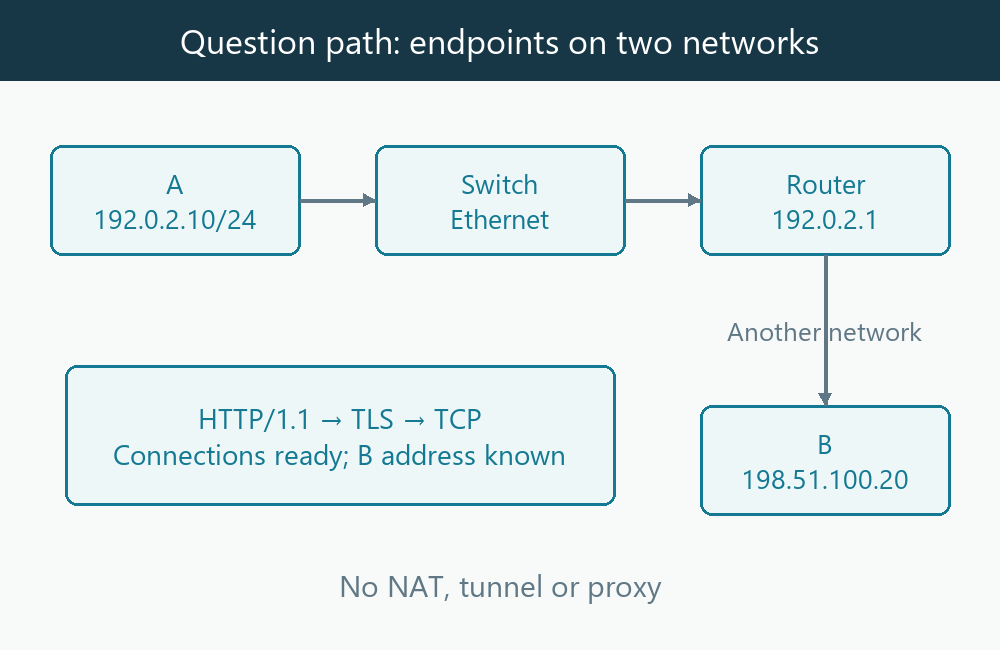 Question path: endpoints on two networks
A
192.0.2.10/24
Switch
Ethernet
Router
192.0.2.1
Another network
HTTP/1.1 → TLS → TCP
Connections ready; B address known
B
198.51.100.20
No NAT, tunnel or proxy